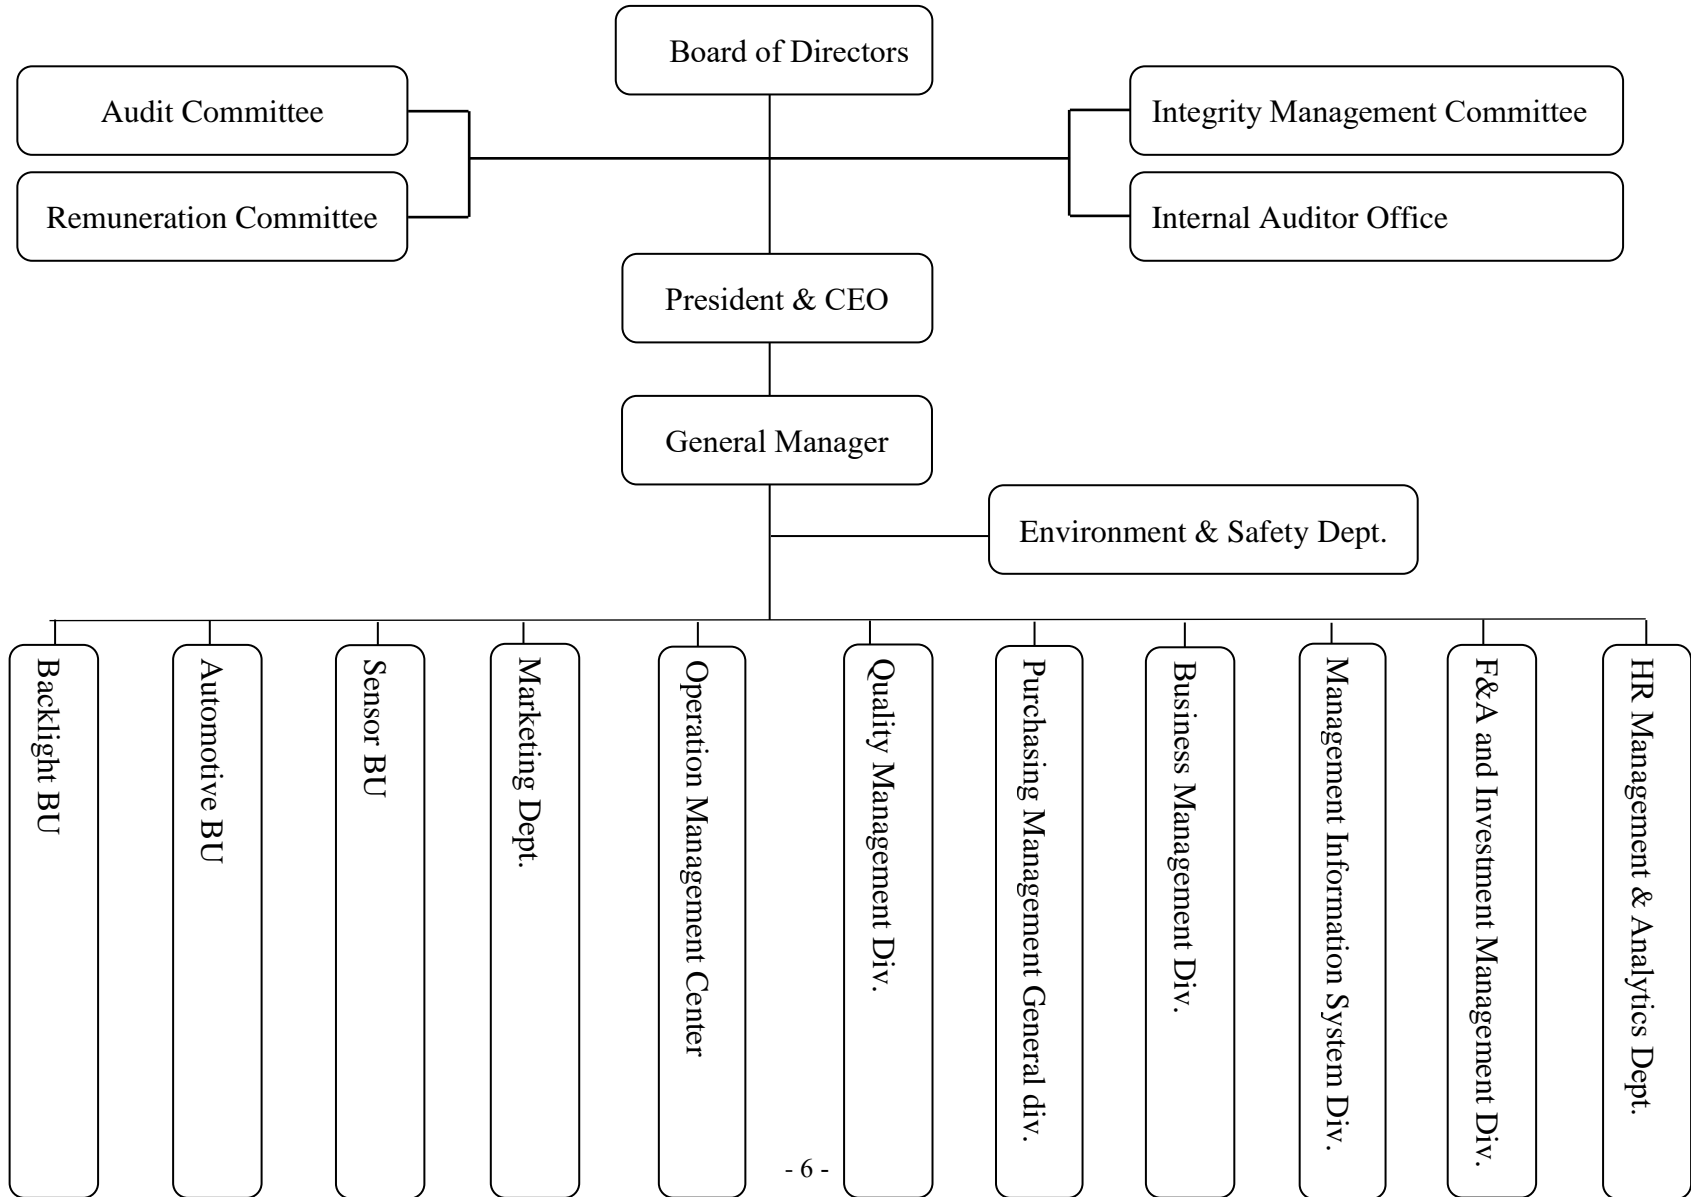 Board of Directors
Audit Committee
Integrity Management Committee
Remuneration Committee
Internal Auditor Office
President & CEO
General Manager
Environment & Safety Dept.
Backlight BU
Automotive BU
Sensor BU
Marketing Dept.
Operation Management Center
Quality Management Div.
Purchasing Management General div.
Business Management Div.
Management Information System Div.
F&A and Investment Management Div.
HR Management & Analytics Dept.
- 6 -